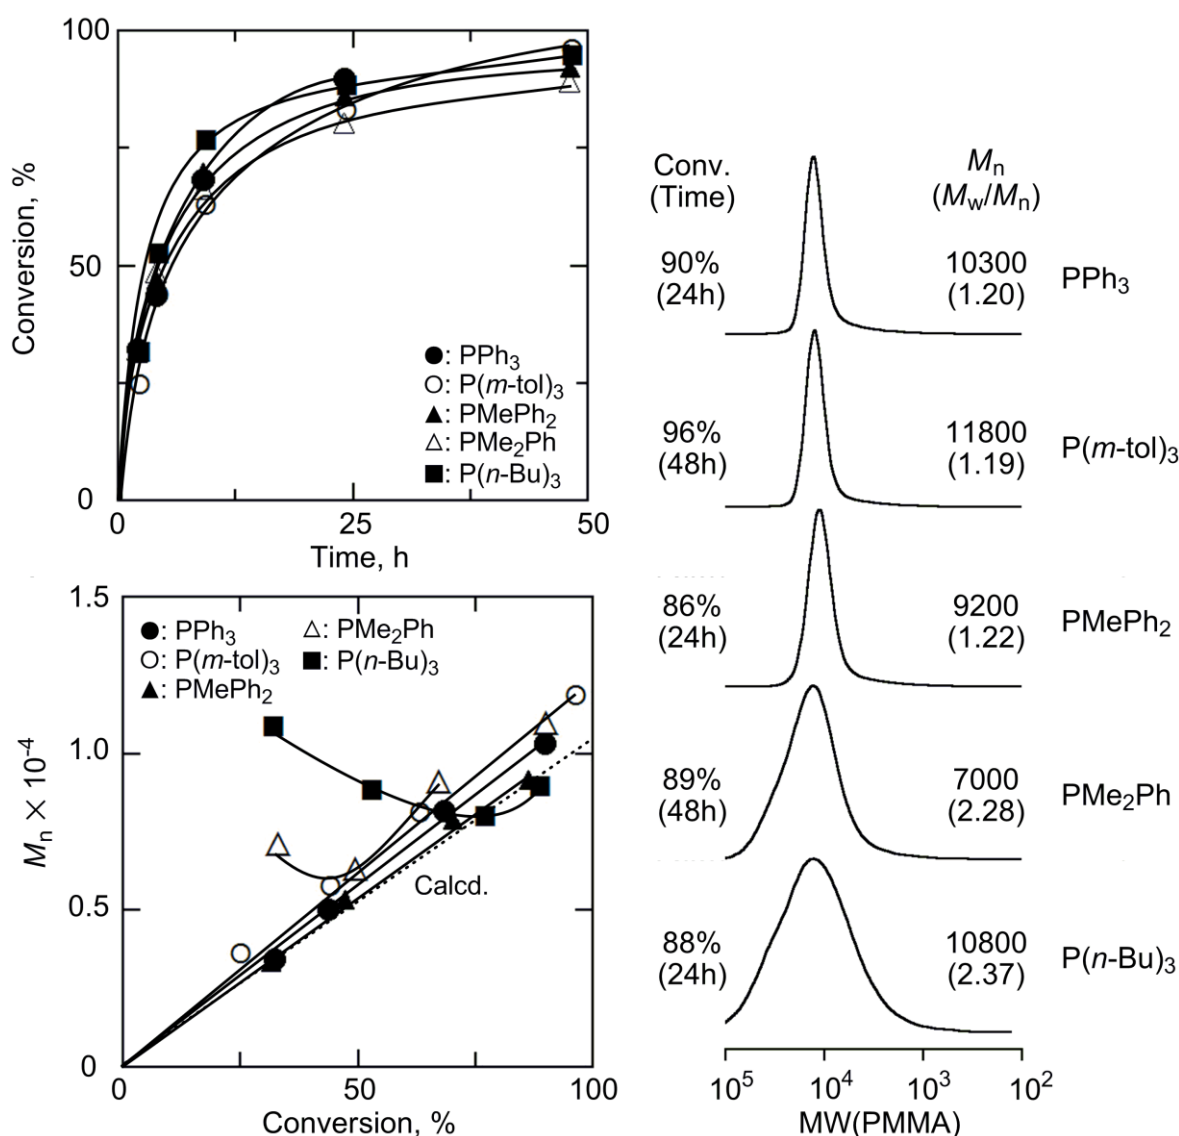 100
50
0
Conversion, %
0
25
50
Time, h
●: PPh3
○: P(m-tol)3
▲: PMePh2
△: PMe2Ph
■: P(n-Bu)3
1.5
1.0
0.5
0
Mn × 10-4
●: PPh3
○: P(m-tol)3
▲: PMePh2
△: PMe2Ph
■: P(n-Bu)3
Calcd.
0
50
100
Conversion, %
Conv.
(Time)
Mn
(Mw/Mn)
90%
(24h)
10300
(1.20)
PPh3
96%
(48h)
11800
(1.19)
P(m-tol)3
86%
(24h)
9200
(1.22)
PMePh2
89%
(48h)
7000
(2.28)
PMe2Ph
88%
(24h)
10800
(2.37)
P(n-Bu)3
105
104
103
102
MW(PMMA)